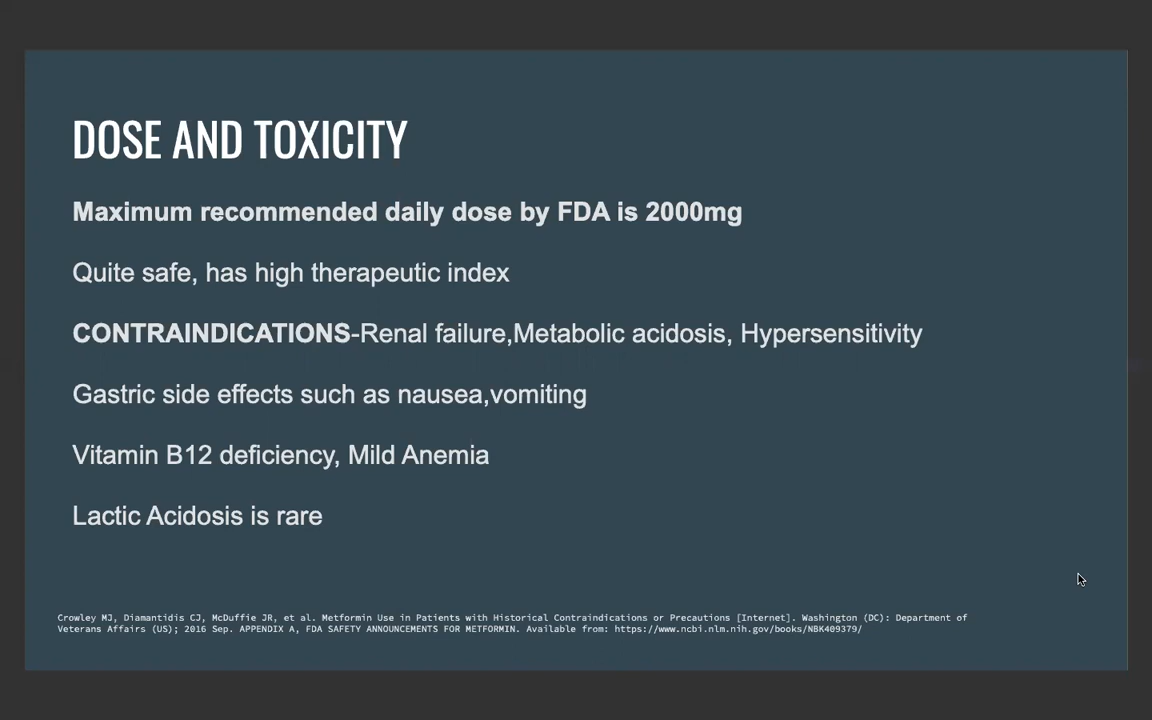 DOSE AND TOXICITY
Maximum recommended daily dose by FDA is 2000mg
Quite safe, has high therapeutic index
CONTRAINDICATIONS-Renal failure,Metabolic acidosis, Hypersensitivity
Gastric side effects such as nausea,vomiting
Vitamin B12 deficiency, Mild Anemia
Lactic Acidosis is rare
Crowley MJ, Diamantidis CJ, McDuffie JR, et al. Metformin Use in Patients with Historical Contraindications or Precautions [Internet]. Washington (DC): Department of
Veterans Affairs (US); 2016 Sep. APPENDIX A, FDA SAFETY ANNOUNCEMENTS FOR METFORMIN. Available from: https://www.ncbi.nlm.nih.gov/books/NBK409379/